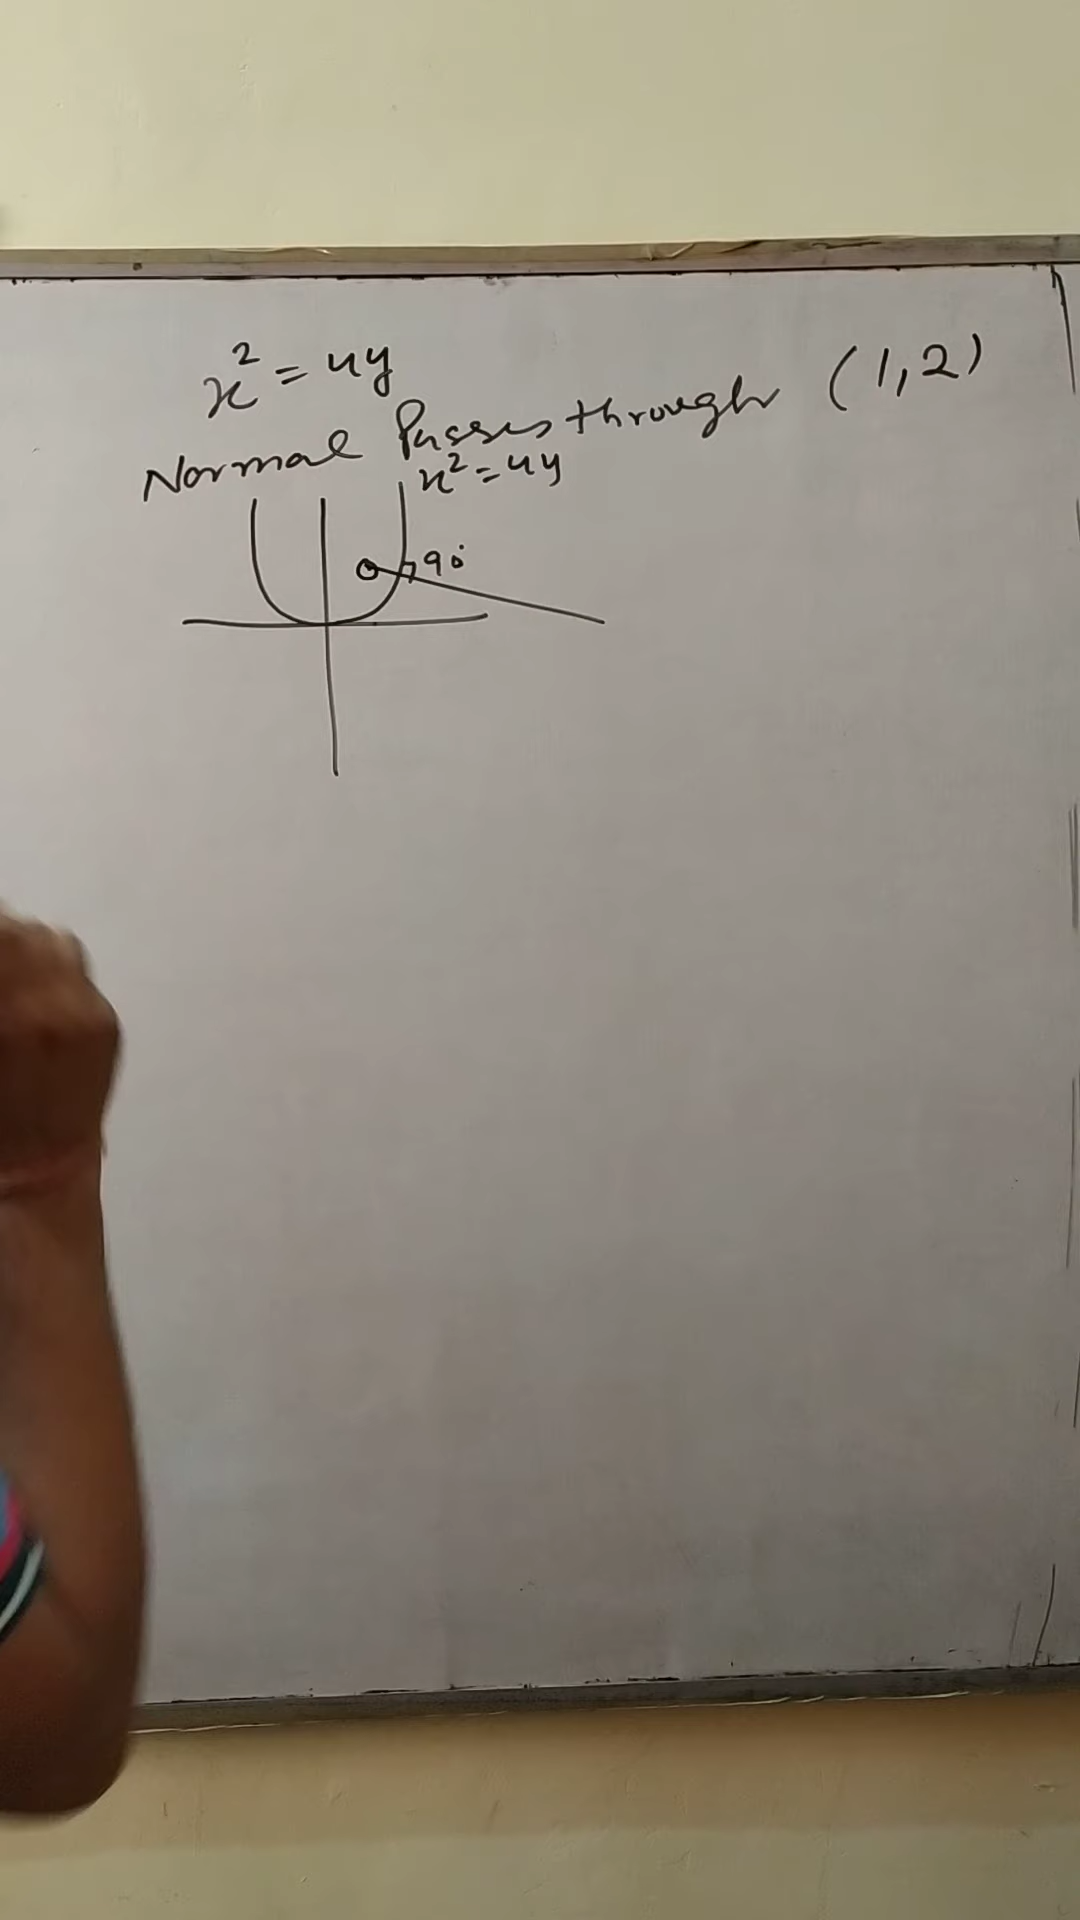 x² = 4y
Normal Passes through (1,2)
x² = 4y
90°